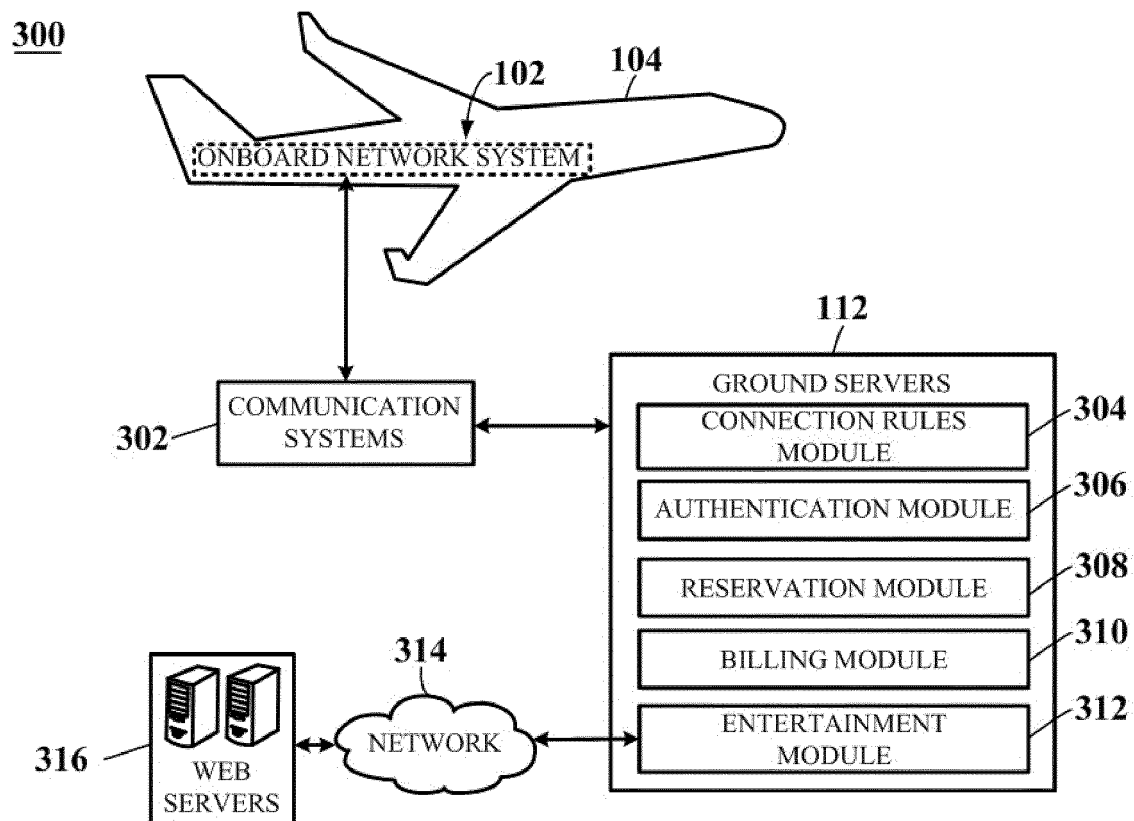 300
102
104
ONBOARD NETWORK SYSTEM
112
GROUND SERVERS
COMMUNICATION
SYSTEMS
302
CONNECTION RULES
MODULE
304
AUTHENTICATION MODULE
306
RESERVATION MODULE
308
BILLING MODULE
310
ENTERTAINMENT
MODULE
312
314
NETWORK
316
WEB
SERVERS